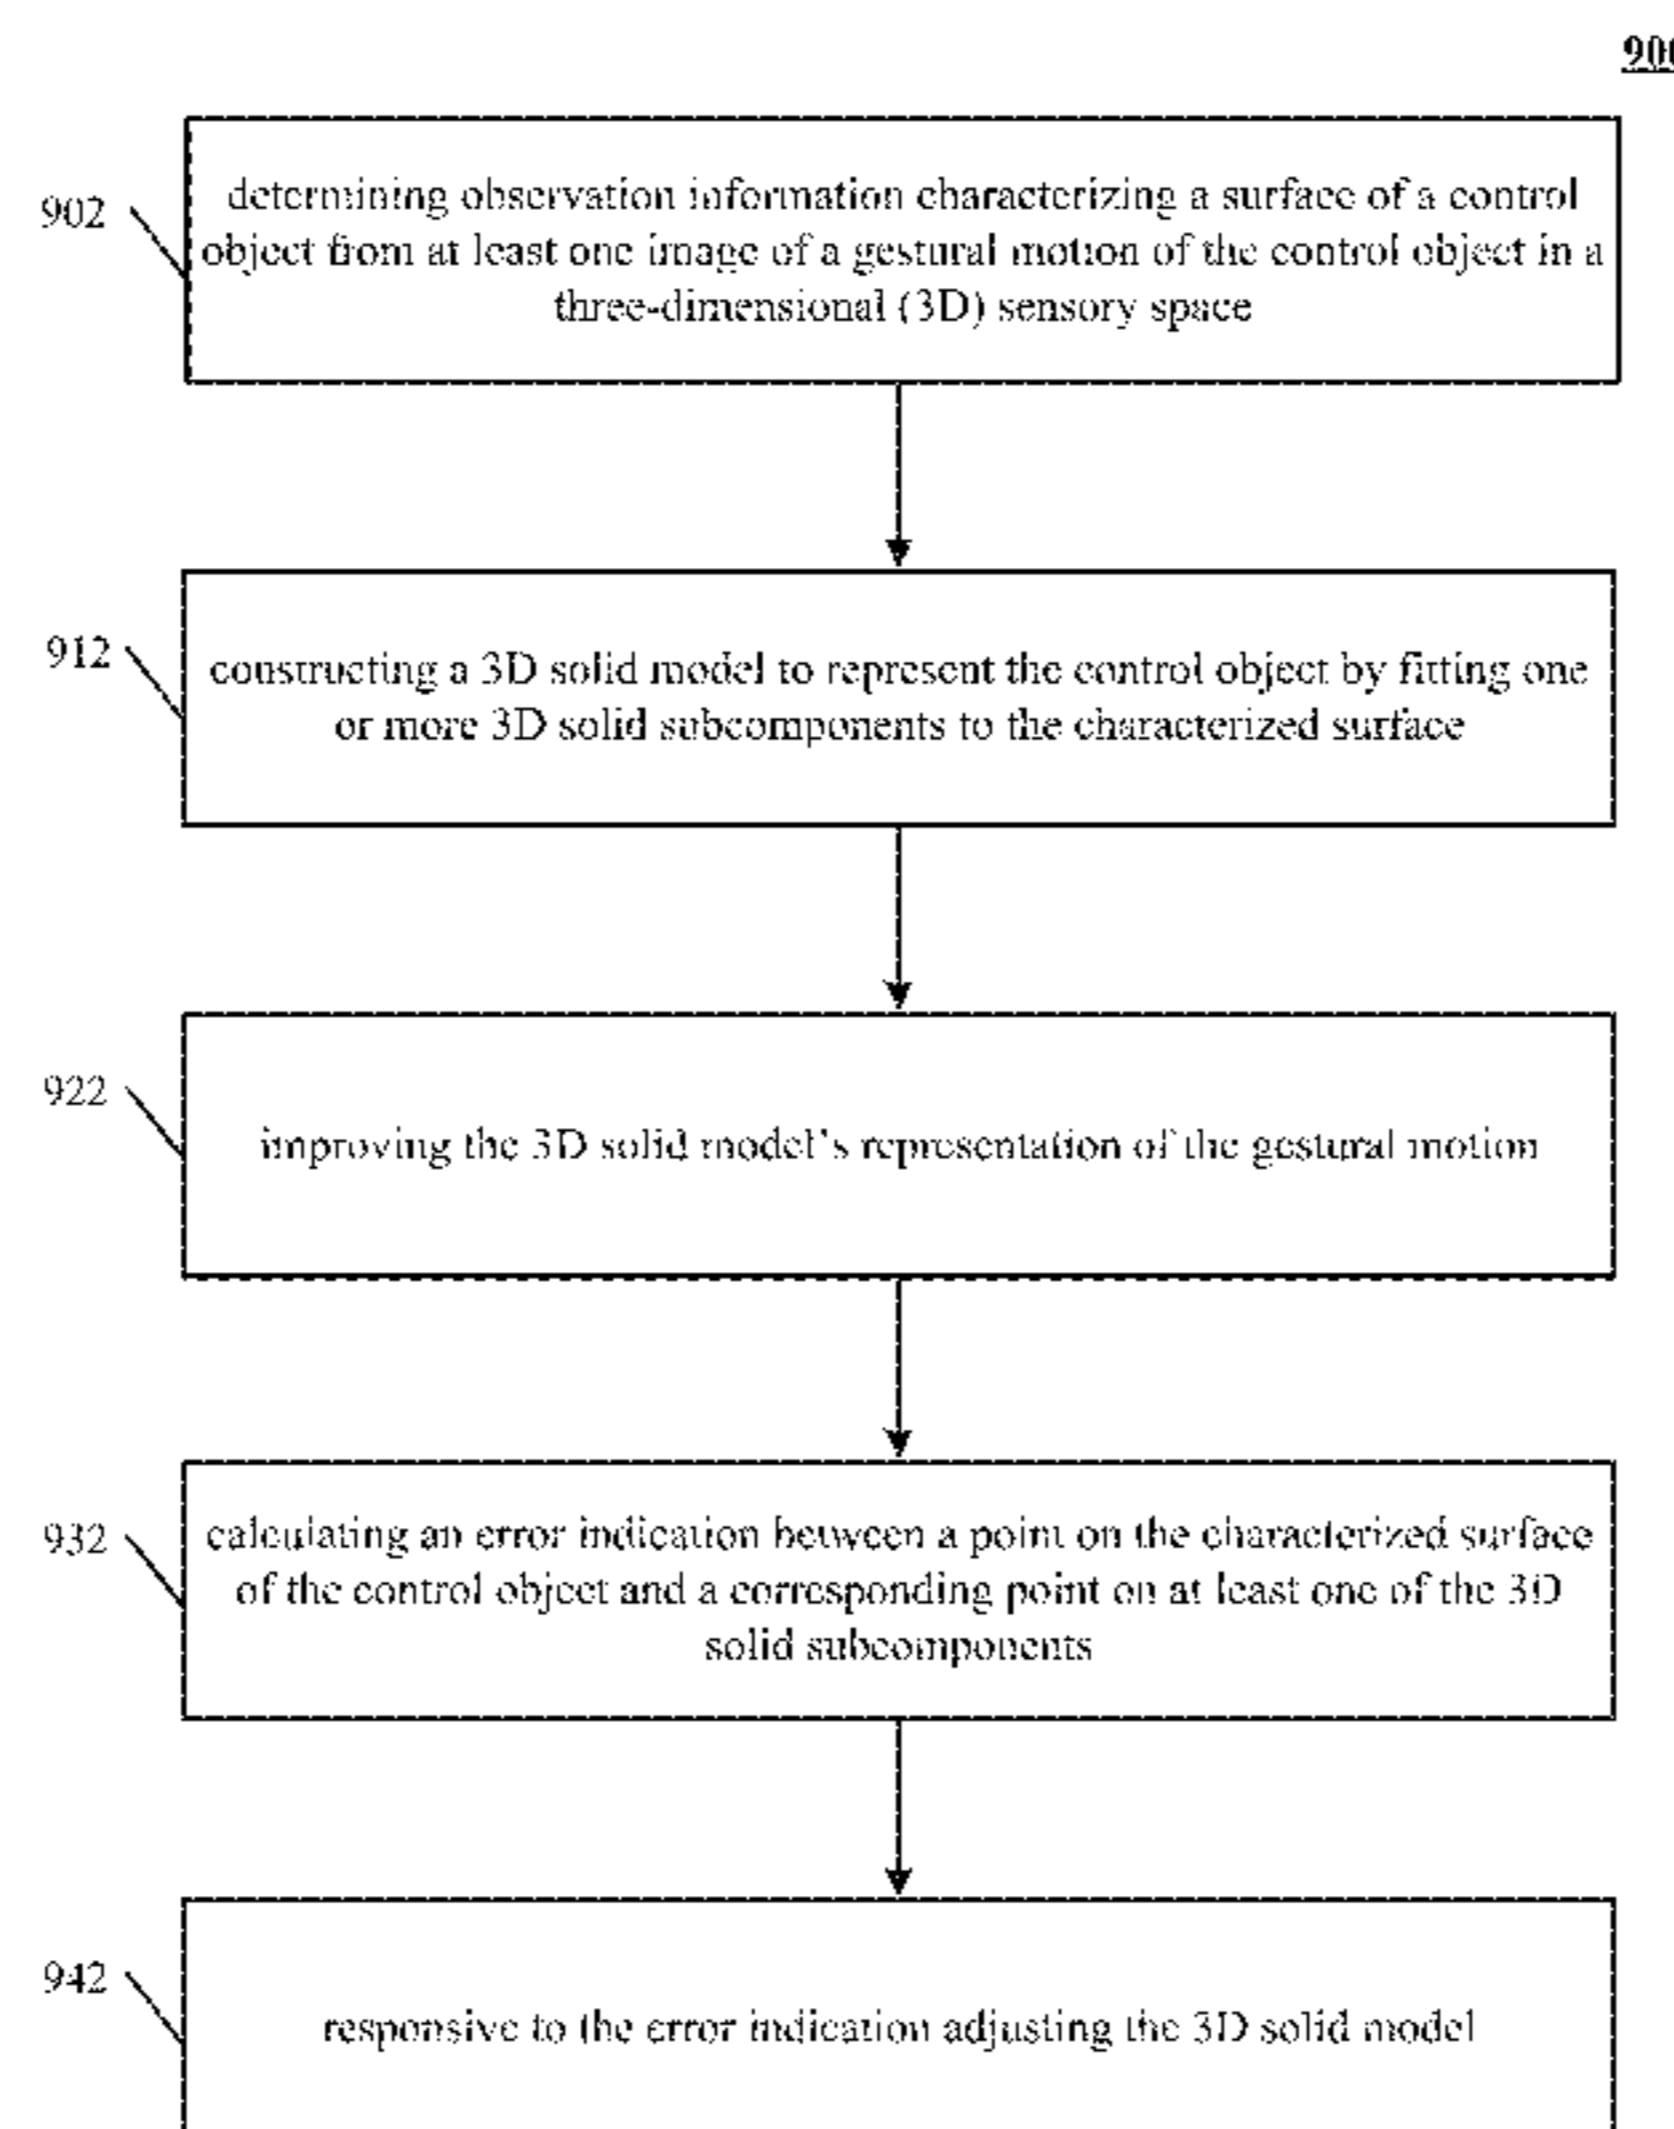 900
902
determining observation information characterizing a surface of a control
object from at least one image of a gestural motion of the control object in a
three-dimensional (3D) sensory space
912
constructing a 3D solid model to represent the control object by fitting one
or more 3D solid subcomponents to the characterized surface
922
improving the 3D solid model's representation of the gestural motion
932
calculating an error indication between a point on the characterized surface
of the control object and a corresponding point on at least one of the 3D
solid subcomponents
942
responsive to the error indication adjusting the 3D solid model